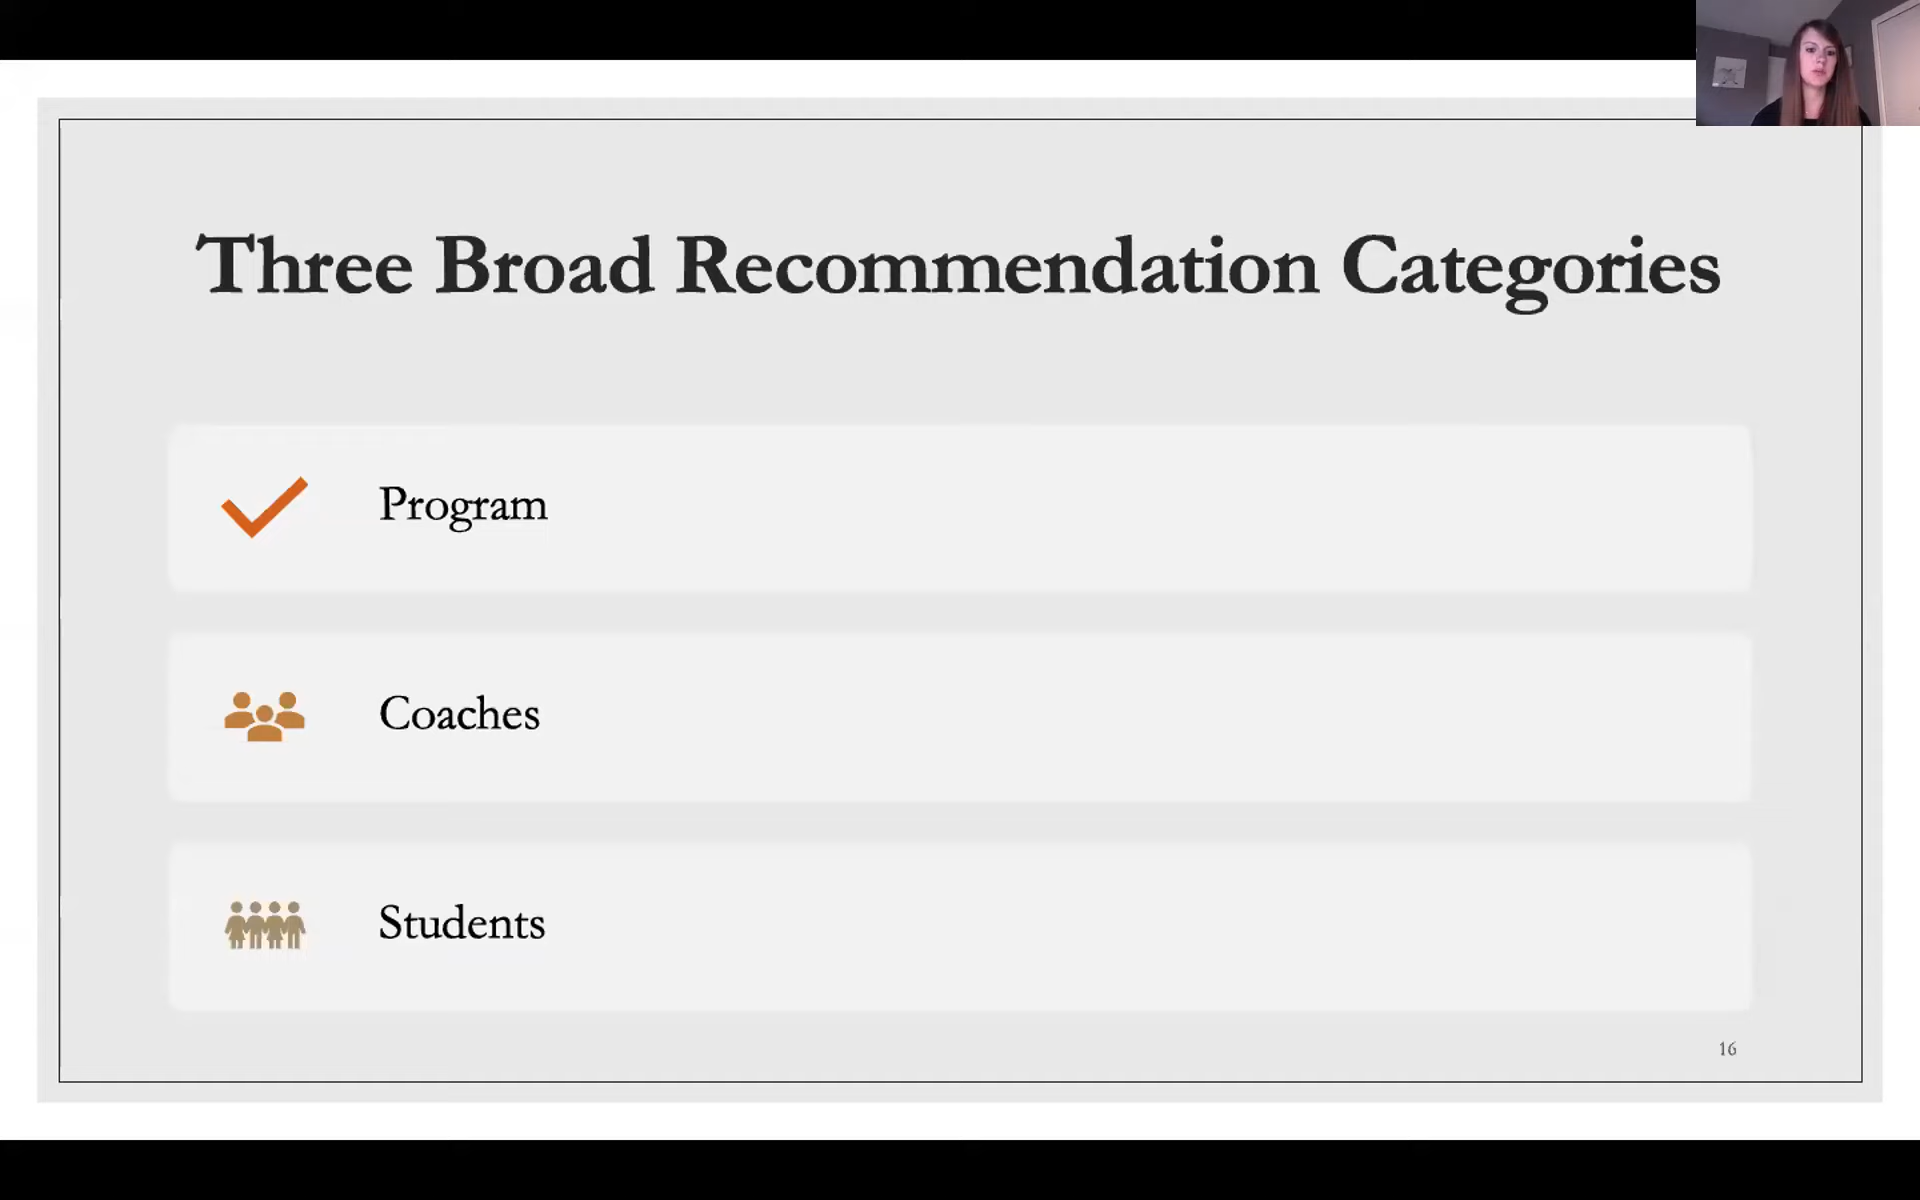 Three Broad Recommendation Categories
Program
Coaches
Students
16